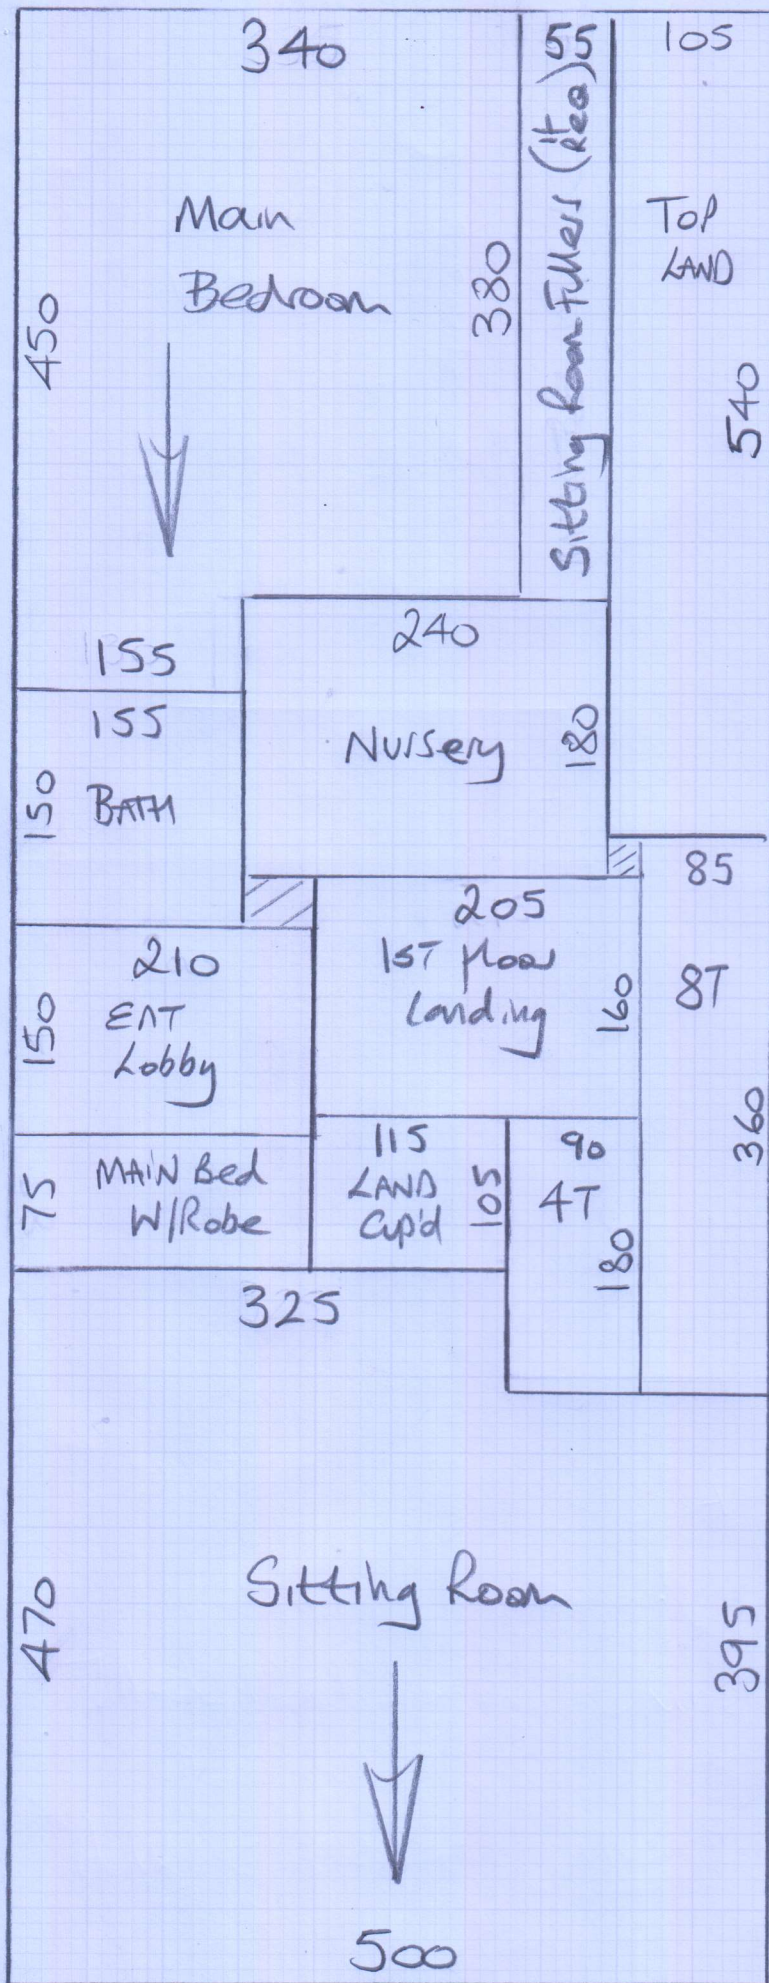 340
55
105
Main
Bedroom
450
380
Sitting Room Fillers (if Req)
TOP
LAND
540
155
240
155
BATH
150
Nursery
180
85
8T
360
205
1ST floor
Landing
160
210
ENT
Lobby
150
115
LAND
Cup'd
105
90
4T
180
75
MAIN Bed
W/Robe
325
470
Sitting Room
395
500